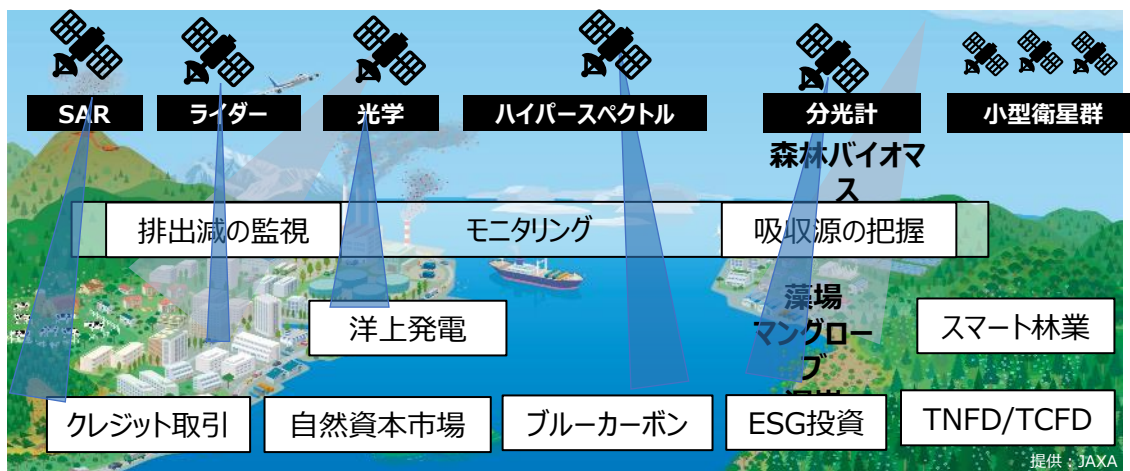 SAR
ライダー
光学
ハイパースペクトル
分光計
小型衛星群
森林バイオマ
ス
排出減の監視
モニタリング
吸収源の把握
藻場
マングロー
ブ
洋上発電
スマート林業
クレジット取引
自然資本市場
ブルーカーボン
ESG投資
TNFD/TCFD
提供：JAXA